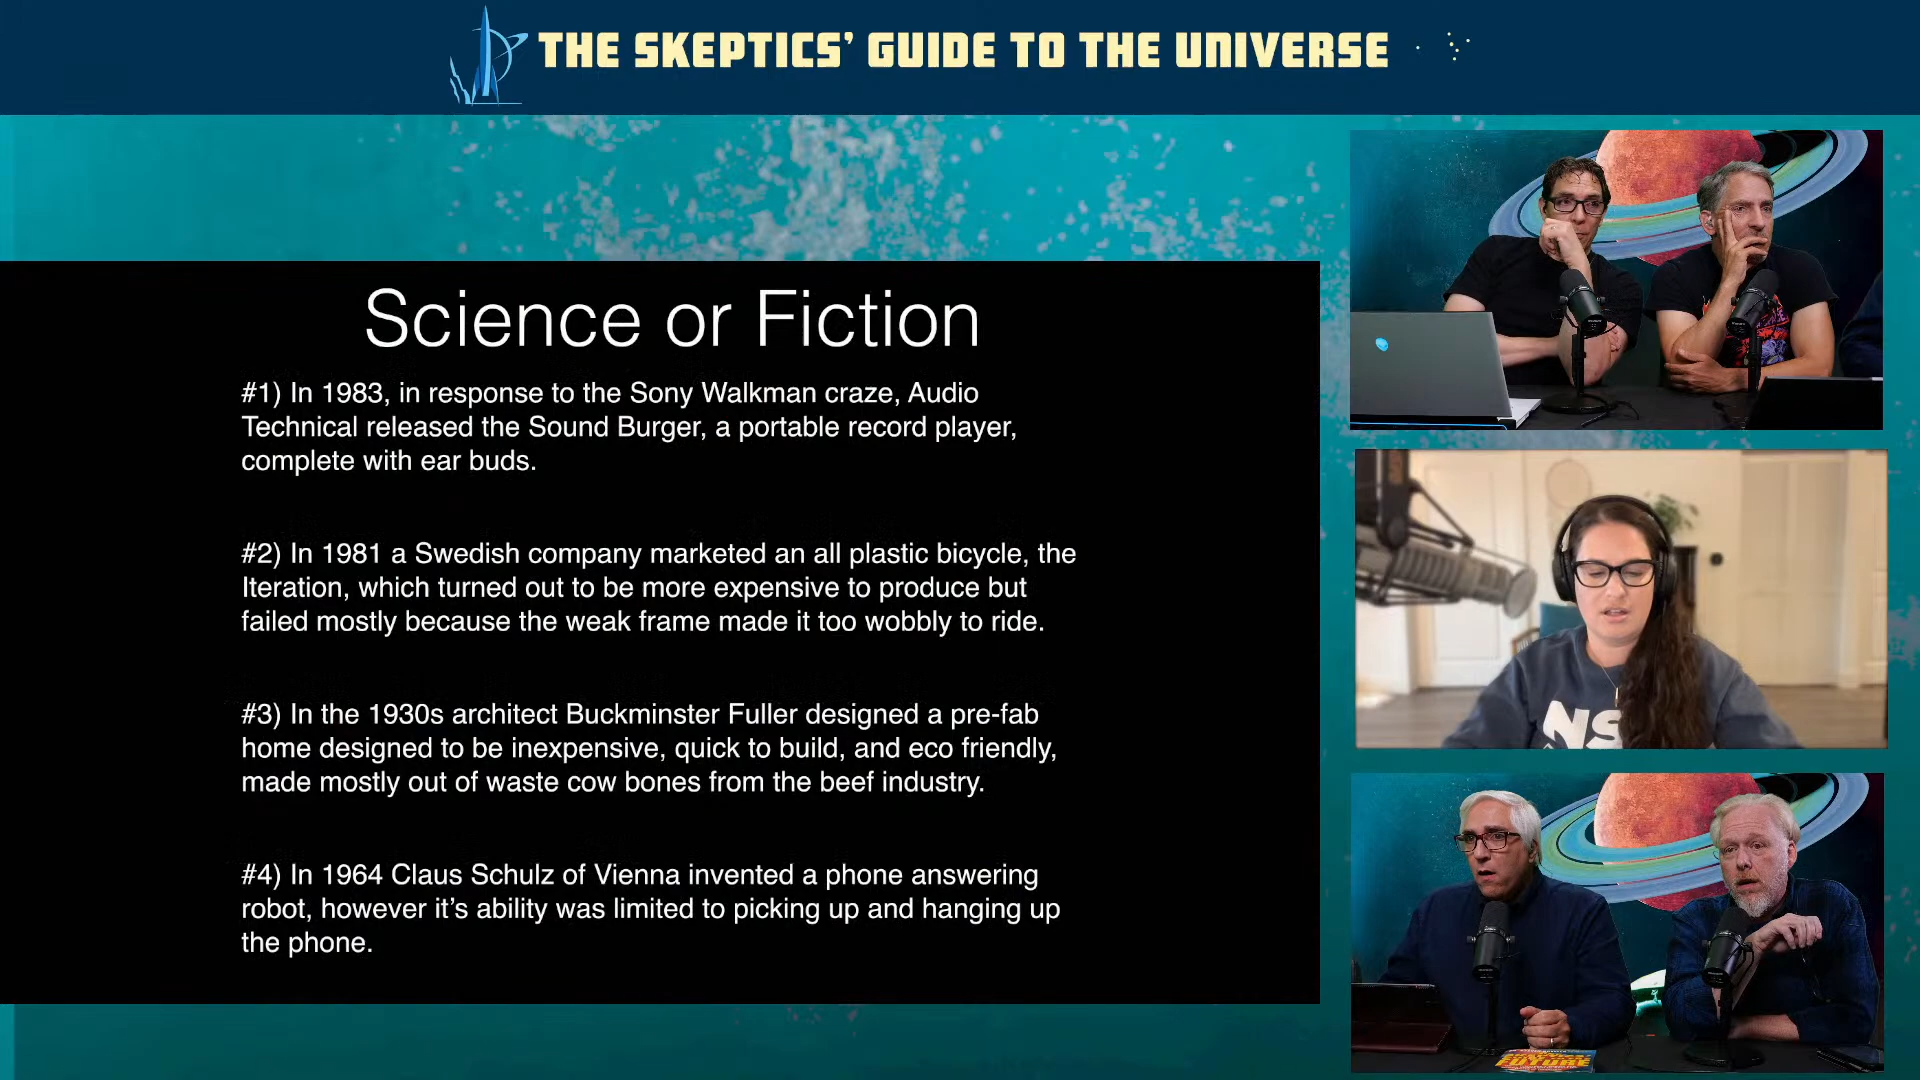 THE SKEPTICS' GUIDE TO THE UNIVERSE
Science or Fiction
#1) In 1983, in response to the Sony Walkman craze, Audio
Technical released the Sound Burger, a portable record player,
complete with ear buds.
#2) In 1981 a Swedish company marketed an all plastic bicycle, the
Iteration, which turned out to be more expensive to produce but
failed mostly because the weak frame made it too wobbly to ride.
#3) In the 1930s architect Buckminster Fuller designed a pre-fab
home designed to be inexpensive, quick to build, and eco friendly,
made mostly out of waste cow bones from the beef industry.
#4) In 1964 Claus Schulz of Vienna invented a phone answering
robot, however it's ability was limited to picking up and hanging up
the phone.
NS
FUTURE